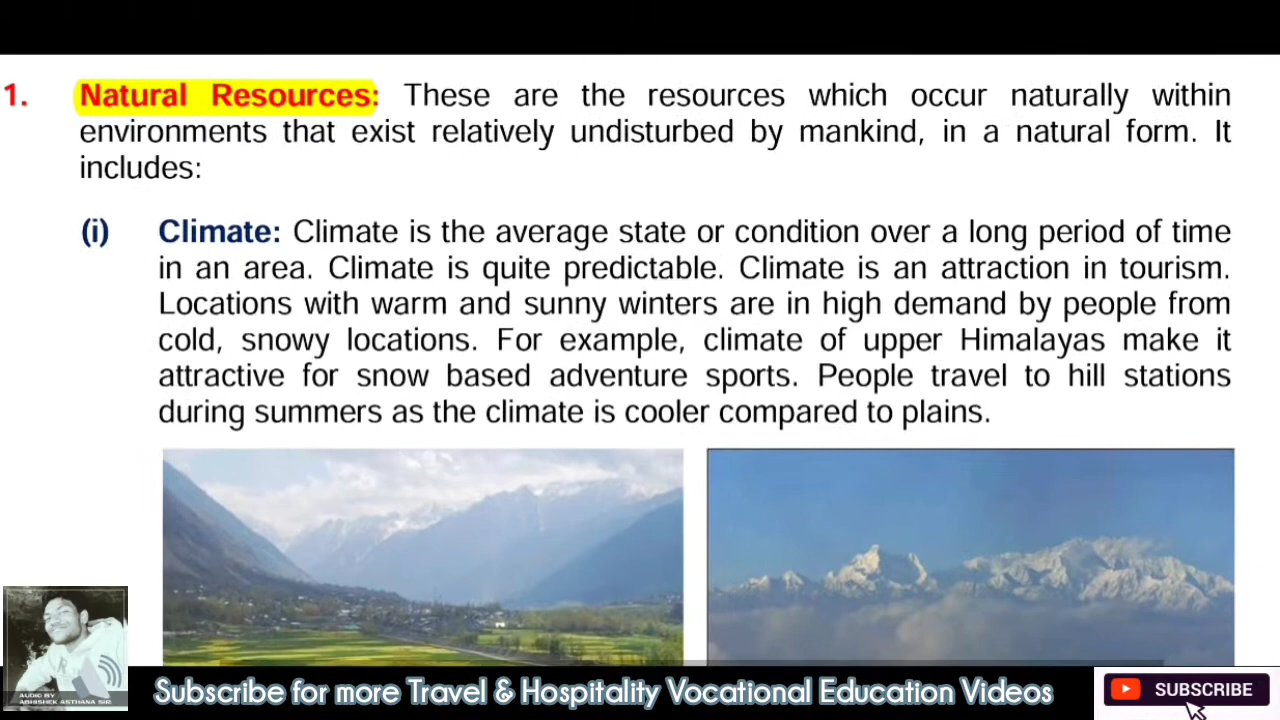 1. Natural Resources: These are the resources which occur naturally within
environments that exist relatively undisturbed by mankind, in a natural form. It
includes:
(i) Climate: Climate is the average state or condition over a long period of time
in an area. Climate is quite predictable. Climate is an attraction in tourism.
Locations with warm and sunny winters are in high demand by people from
cold, snowy locations. For example, climate of upper Himalayas make it
attractive for snow based adventure sports. People travel to hill stations
during summers as the climate is cooler compared to plains.
AUDIO BY
ABHISHEK ASTHANA SIR
Subscribe for more Travel & Hospitality Vocational Education Videos
SUBSCRIBE